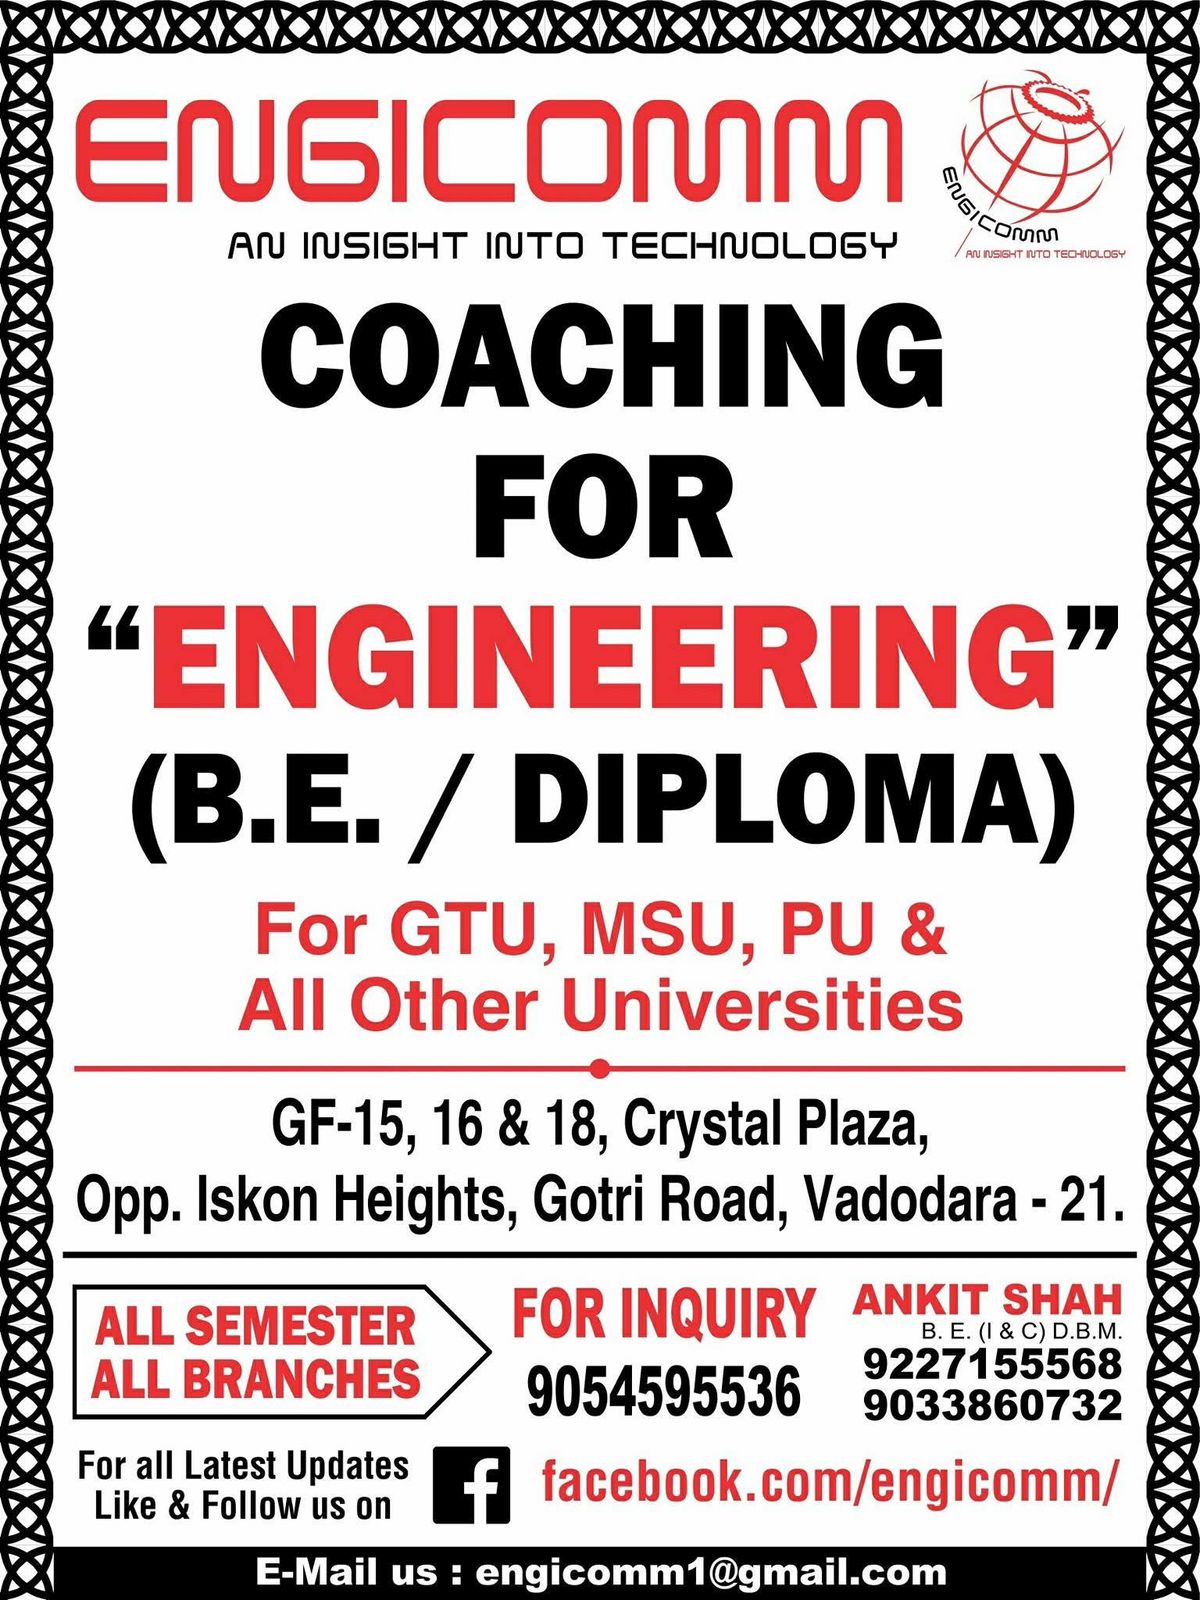 ENGICOMM
AN INSIGHT INTO TECHNOLOGY
ENGICOMM
AN INSIGHT INTO TECHNOLOGY
COACHING
FOR
“ENGINEERING”
(B.E. / DIPLOMA)
For GTU, MSU, PU &
All Other Universities
GF-15, 16 & 18, Crystal Plaza,
Opp. Iskon Heights, Gotri Road, Vadodara - 21.
ALL SEMESTER
ALL BRANCHES
FOR INQUIRY
9054595536
ANKIT SHAH
B. E. (I & C) D.B.M.
9227155568
9033860732
For all Latest Updates
Like & Follow us on
f
facebook.com/engicomm/
E-Mail us : engicomm1@gmail.com